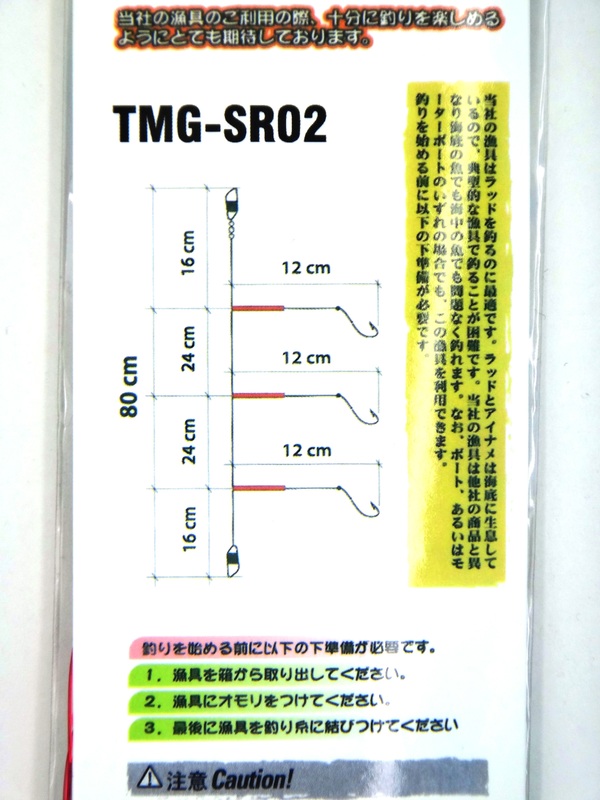 当社の漁具のご利用の際、十分に釣りを楽しめる
ようにとても期待しております。
TMG-SR02
当社の漁具はラッドを釣るのに最適です。ラッドとアイナメは海底に生息して
いるので、典型的な漁具で釣ることが困難です。当社の漁具は他社の商品と異
なり海底の魚でも海中の魚でも問題なく釣れます。なお、ボート、あるいはモ
ーターボートのいずれの場合でも、この漁具を利用できます。
釣りを始める前に以下の下準備が必要です。
16 cm
12 cm
24 cm
12 cm
80 cm
24 cm
12 cm
16 cm
釣りを始める前に以下の下準備が必要です。
1．漁具を箱から取り出してください。
2．漁具にオモリをつけてください。
3．最後に漁具を釣り糸に結びつけてください
注意 Caution!